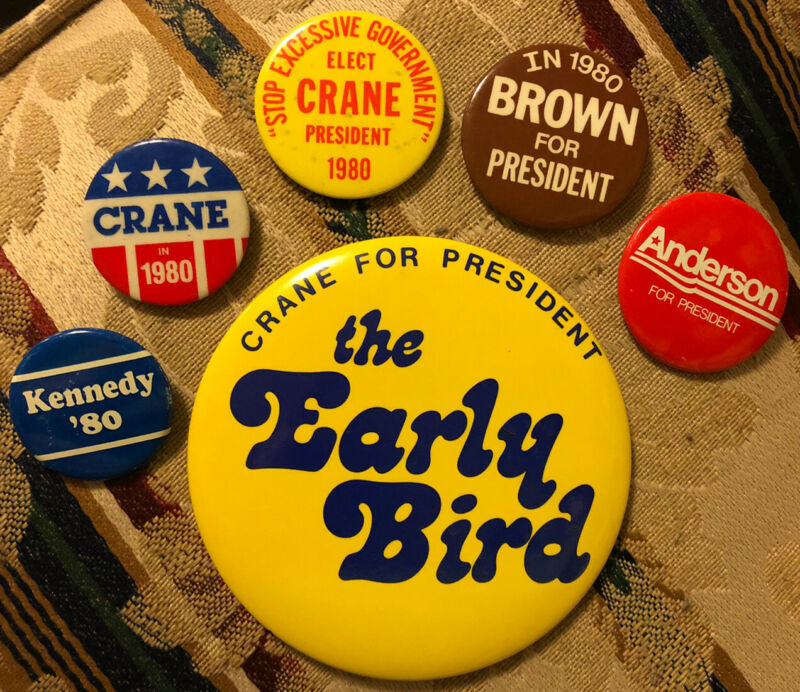 "STOP EXCESSIVE GOVERNMENT"
ELECT
CRANE
PRESIDENT
1980
IN 1980
BROWN
FOR
PRESIDENT
CRANE
IN
1980
Anderson
FOR PRESIDENT
Kennedy
'80
CRANE FOR PRESIDENT
the
Early
Bird